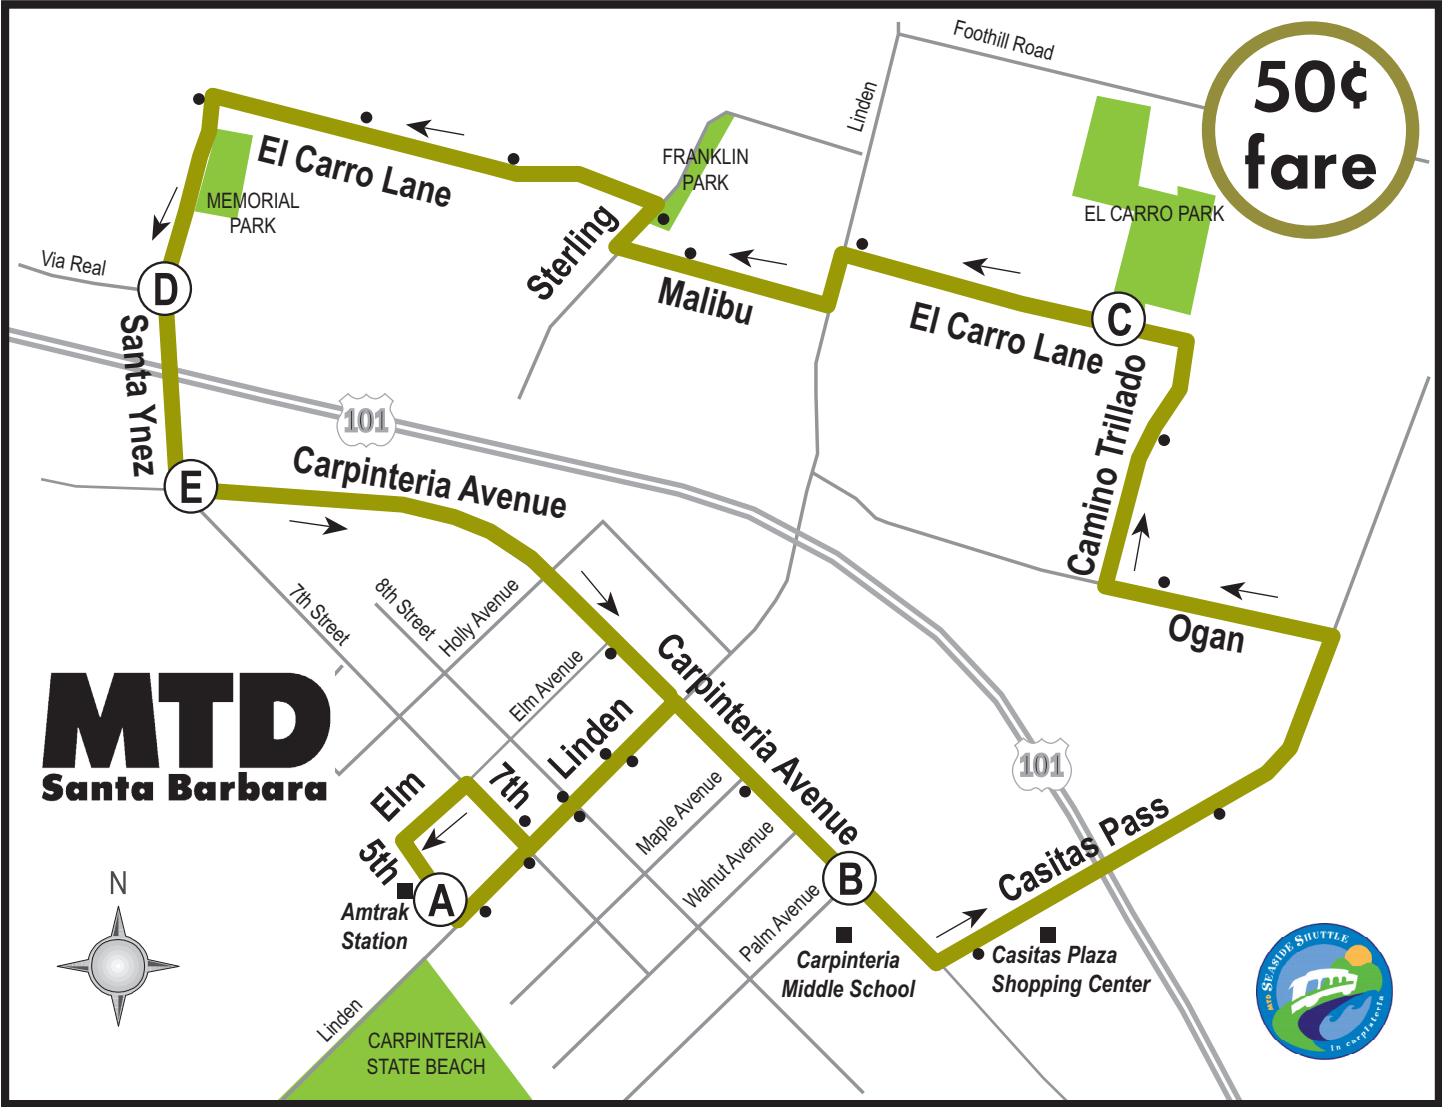 Foothill Road
50¢
fare
Linden
El Carro Lane
FRANKLIN
PARK
MEMORIAL
PARK
EL CARRO PARK
Sterling
Via Real
D
Malibu
C
El Carro Lane
Santa Ynez
Camino Trillado
101
Carpinteria Avenue
E
7th Street
8th Street
Holly Avenue
Ogan
Elm Avenue
Carpinteria Avenue
MTD
Santa Barbara
Linden
7th
Elm
101
Maple Avenue
Casitas Pass
5th
Walnut Avenue
B
N
A
Palm Avenue
Amtrak
Station
Carpinteria
Middle School
Casitas Plaza
Shopping Center
Linden
CARPINTERIA
STATE BEACH
MTD SEASIDE SHUTTLE
in carpinteria